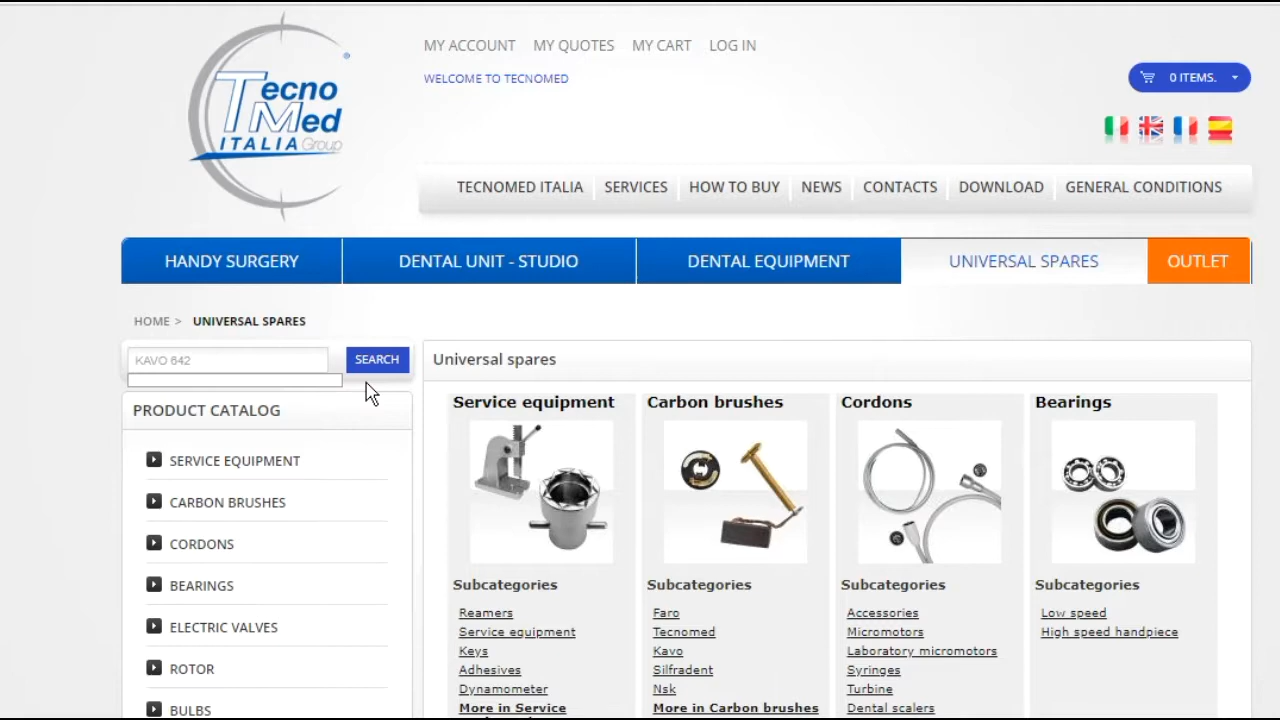 Tecno
Med
ITALIA Group
®
MY ACCOUNT MY QUOTES MY CART LOG IN
WELCOME TO TECNOMED
0 ITEMS.
TECNOMED ITALIA SERVICES HOW TO BUY NEWS CONTACTS DOWNLOAD GENERAL CONDITIONS
HANDY SURGERY DENTAL UNIT - STUDIO DENTAL EQUIPMENT UNIVERSAL SPARES OUTLET
HOME > UNIVERSAL SPARES
KAVO 642 SEARCH
PRODUCT CATALOG
SERVICE EQUIPMENT
CARBON BRUSHES
CORDONS
BEARINGS
ELECTRIC VALVES
ROTOR
BULBS
Universal spares
Service equipment
Subcategories
Reamers
Service equipment
Keys
Adhesives
Dynamometer
More in Service
Carbon brushes
Subcategories
Faro
Tecnomed
Kavo
Silfradent
Nsk
More in Carbon brushes
Cordons
Subcategories
Accessories
Micromotors
Laboratory micromotors
Syringes
Turbine
Dental scalers
Bearings
Subcategories
Low speed
High speed handpiece